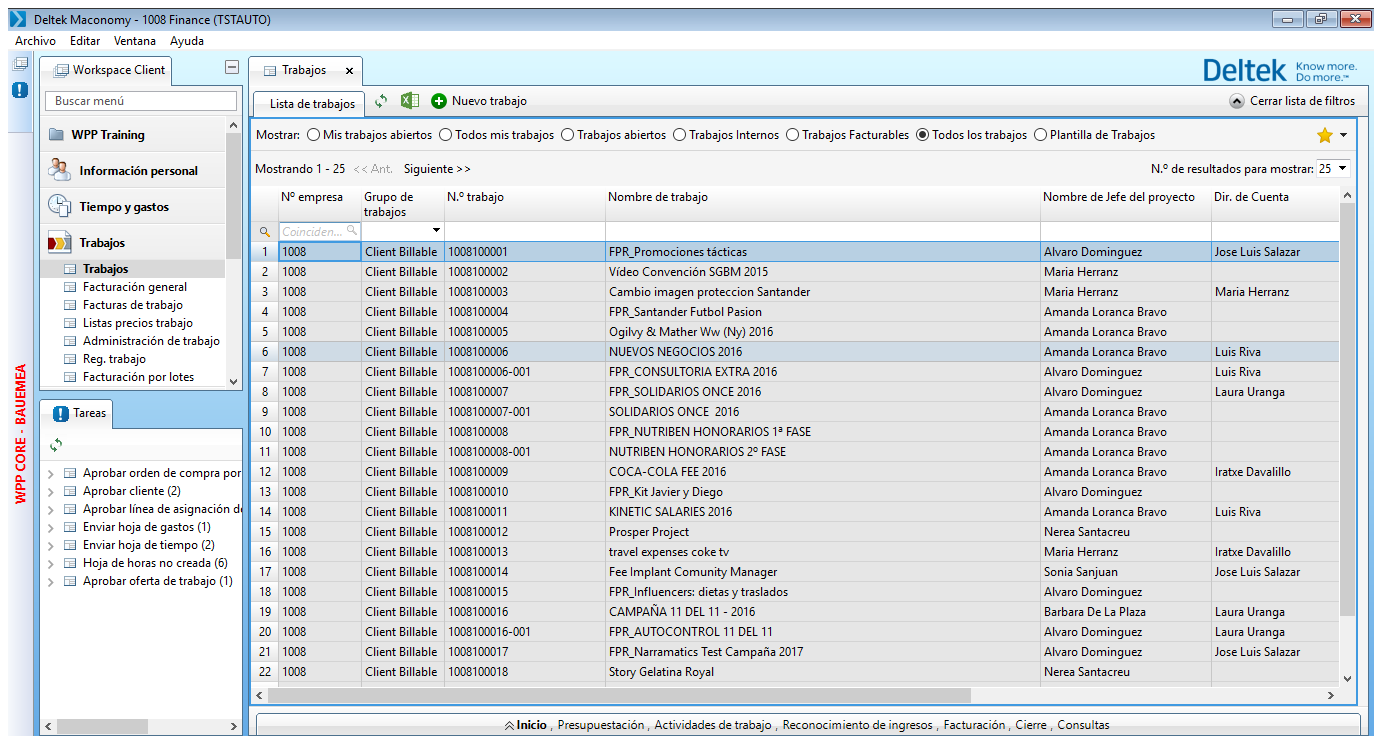 Deltek Maconomy - 1008 Finance (TSTAUTO)
Archivo Editar Ventana Ayuda
Workspace Client
Buscar menú
WPP Training
Información personal
Tiempo y gastos
Trabajos
Trabajos
Facturación general
Facturas de trabajo
Listas precios trabajo
Administración de trabajo
Reg. trabajo
Facturación por lotes
WPP CORE - BAUEMEA
Tareas
Aprobar orden de compra por
Aprobar cliente (2)
Aprobar línea de asignación d
Enviar hoja de gastos (1)
Enviar hoja de tiempo (2)
Hoja de horas no creada (6)
Aprobar oferta de trabajo (1)
Trabajos x
Deltek Know more.
Do more.™
Lista de trabajos Nuevo trabajo Cerrar lista de filtros
Mostrar: Mis trabajos abiertos Todos mis trabajos Trabajos abiertos Trabajos Internos Trabajos Facturables Todos los trabajos Plantilla de Trabajos
Mostrando 1 - 25 << Ant. Siguiente >> N.º de resultados para mostrar: 25
Nº empresa Grupo de trabajos N.º trabajo Nombre de trabajo Nombre de Jefe del proyecto Dir. de Cuenta
Coinciden...
1 1008 Client Billable 1008100001 FPR_Promociones tácticas Alvaro Dominguez Jose Luis Salazar
2 1008 Client Billable 1008100002 Vídeo Convención SGBM 2015 Maria Herranz
3 1008 Client Billable 1008100003 Cambio imagen proteccion Santander Maria Herranz Maria Herranz
4 1008 Client Billable 1008100004 FPR_Santander Futbol Pasion Amanda Loranca Bravo
5 1008 Client Billable 1008100005 Ogilvy & Mather Ww (Ny) 2016 Amanda Loranca Bravo
6 1008 Client Billable 1008100006 NUEVOS NEGOCIOS 2016 Amanda Loranca Bravo Luis Riva
7 1008 Client Billable 1008100006-001 FPR_CONSULTORIA EXTRA 2016 Alvaro Dominguez Luis Riva
8 1008 Client Billable 1008100007 FPR_SOLIDARIOS ONCE 2016 Alvaro Dominguez Laura Uranga
9 1008 Client Billable 1008100007-001 SOLIDARIOS ONCE 2016 Amanda Loranca Bravo
10 1008 Client Billable 1008100008 FPR_NUTRIBEN HONORARIOS 1ª FASE Amanda Loranca Bravo
11 1008 Client Billable 1008100008-001 NUTRIBEN HONORARIOS 2º FASE Amanda Loranca Bravo
12 1008 Client Billable 1008100009 COCA-COLA FEE 2016 Amanda Loranca Bravo Iratxe Davalillo
13 1008 Client Billable 1008100010 FPR_Kit Javier y Diego Alvaro Dominguez
14 1008 Client Billable 1008100011 KINETIC SALARIES 2016 Amanda Loranca Bravo Luis Riva
15 1008 Client Billable 1008100012 Prosper Project Nerea Santacreu
16 1008 Client Billable 1008100013 travel expenses coke tv Maria Herranz Iratxe Davalillo
17 1008 Client Billable 1008100014 Fee Implant Comunity Manager Sonia Sanjuan Jose Luis Salazar
18 1008 Client Billable 1008100015 FPR_Influencers: dietas y traslados Alvaro Dominguez
19 1008 Client Billable 1008100016 CAMPAÑA 11 DEL 11 - 2016 Barbara De La Plaza Laura Uranga
20 1008 Client Billable 1008100016-001 FPR_AUTOCONTROL 11 DEL 11 Alvaro Dominguez Laura Uranga
21 1008 Client Billable 1008100017 FPR_Narramatics Test Campaña 2017 Alvaro Dominguez Jose Luis Salazar
22 1008 Client Billable 1008100018 Story Gelatina Royal Nerea Santacreu
Inicio , Presupuestación , Actividades de trabajo , Reconocimiento de ingresos , Facturación , Cierre , Consultas